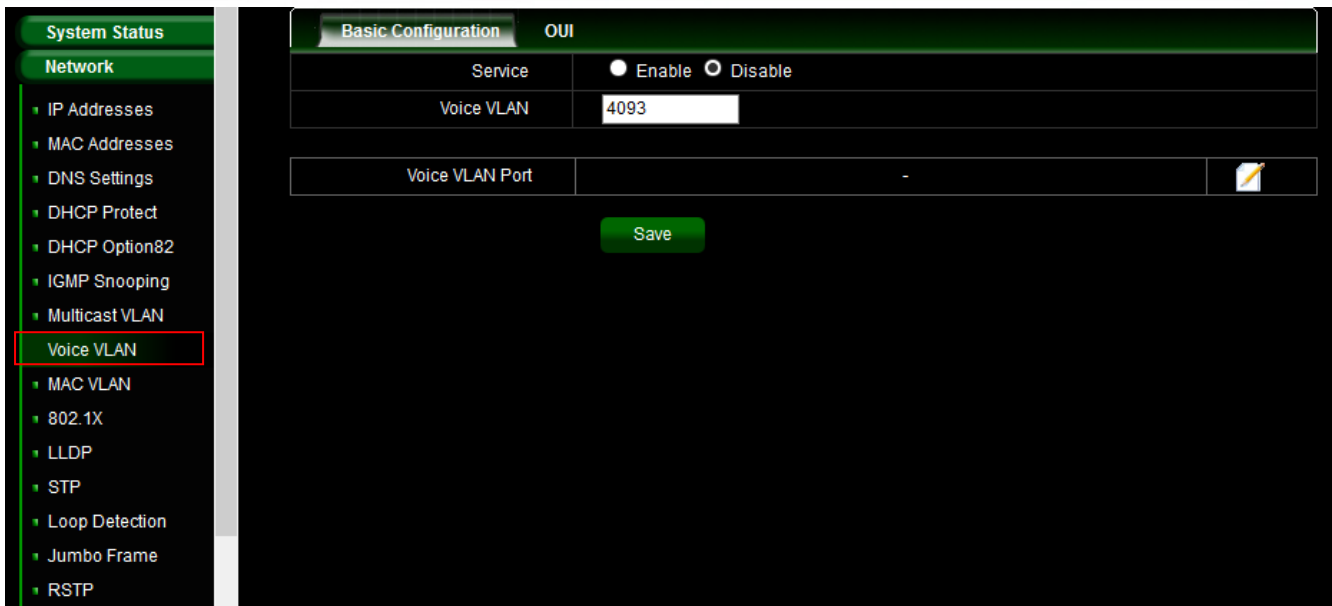 System Status
Network
IP Addresses
MAC Addresses
DNS Settings
DHCP Protect
DHCP Option82
IGMP Snooping
Multicast VLAN
Voice VLAN
MAC VLAN
802.1X
LLDP
STP
Loop Detection
Jumbo Frame
RSTP
Basic Configuration OUI
Service Enable Disable
Voice VLAN 4093
Voice VLAN Port -
Save